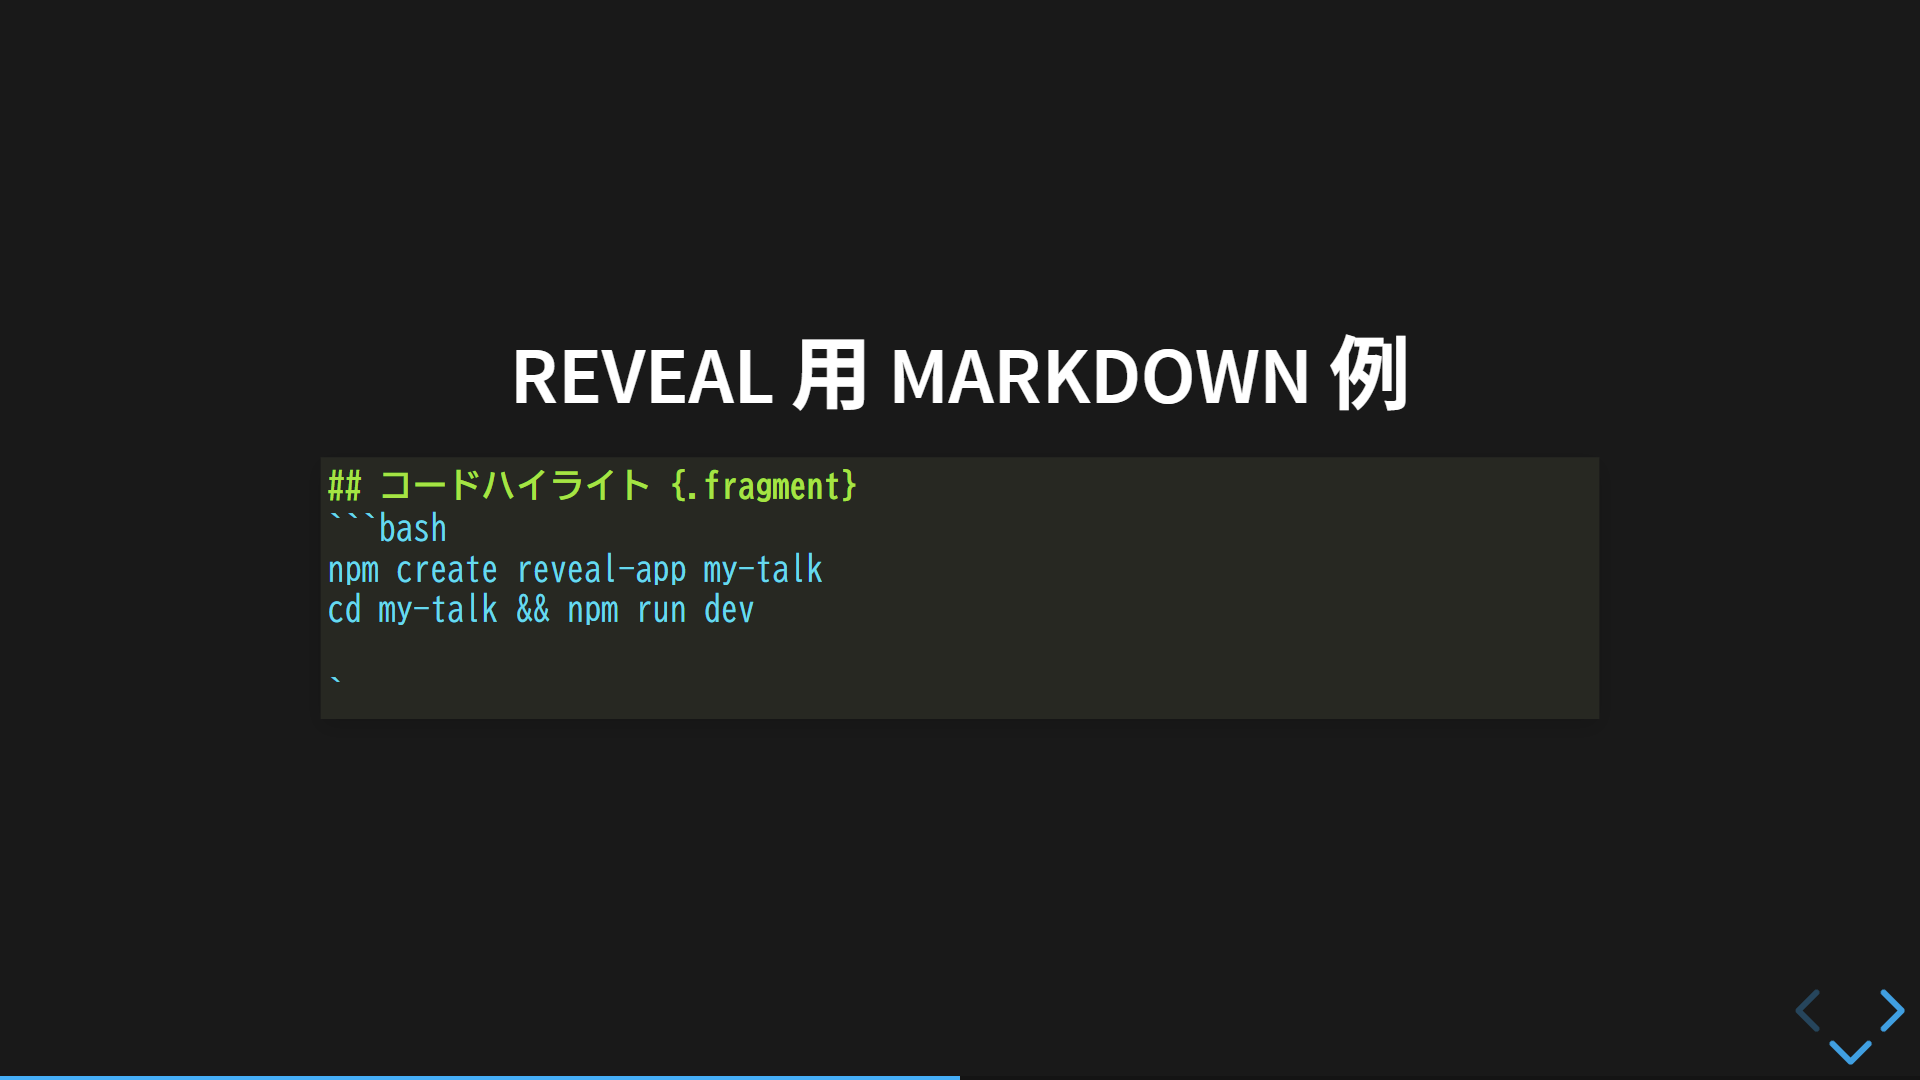 REVEAL 用 MARKDOWN 例
## コードハイライト {.fragment}
```bash
npm create reveal-app my-talk
cd my-talk && npm run dev
`